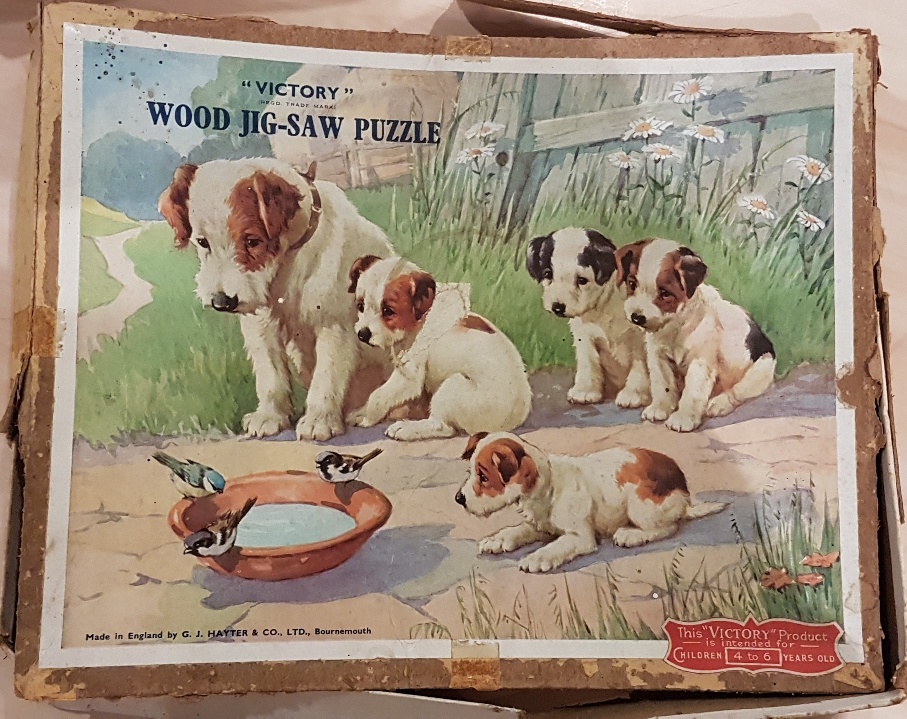 "VICTORY"
(REGD. TRADE MARK)
WOOD JIG-SAW PUZZLE
Made in England by G. J. HAYTER & CO., LTD., Bournemouth
This "VICTORY" Product
is intended for
CHILDREN 4 to 6 YEARS OLD